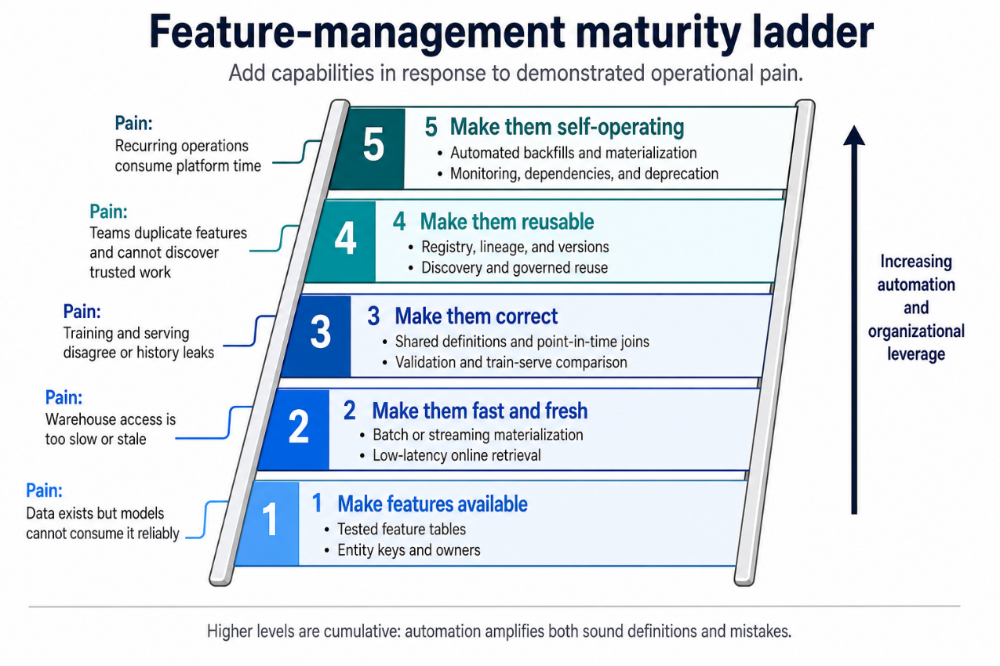 Feature-management maturity ladder
Add capabilities in response to demonstrated operational pain.
Pain:
Recurring operations
consume platform time
5
5 Make them self-operating
• Automated backfills and materialization
• Monitoring, dependencies, and deprecation
Pain:
Teams duplicate features
and cannot discover
trusted work
4
4 Make them reusable
• Registry, lineage, and versions
• Discovery and governed reuse
Pain:
Training and serving
disagree or history leaks
3
3 Make them correct
• Shared definitions and point-in-time joins
• Validation and train-serve comparison
Pain:
Warehouse access is
too slow or stale
2
2 Make them fast and fresh
• Batch or streaming materialization
• Low-latency online retrieval
Pain:
Data exists but models
cannot consume it reliably
1
1 Make features available
• Tested feature tables
• Entity keys and owners
Increasing
automation
and
organizational
leverage
Higher levels are cumulative: automation amplifies both sound definitions and mistakes.